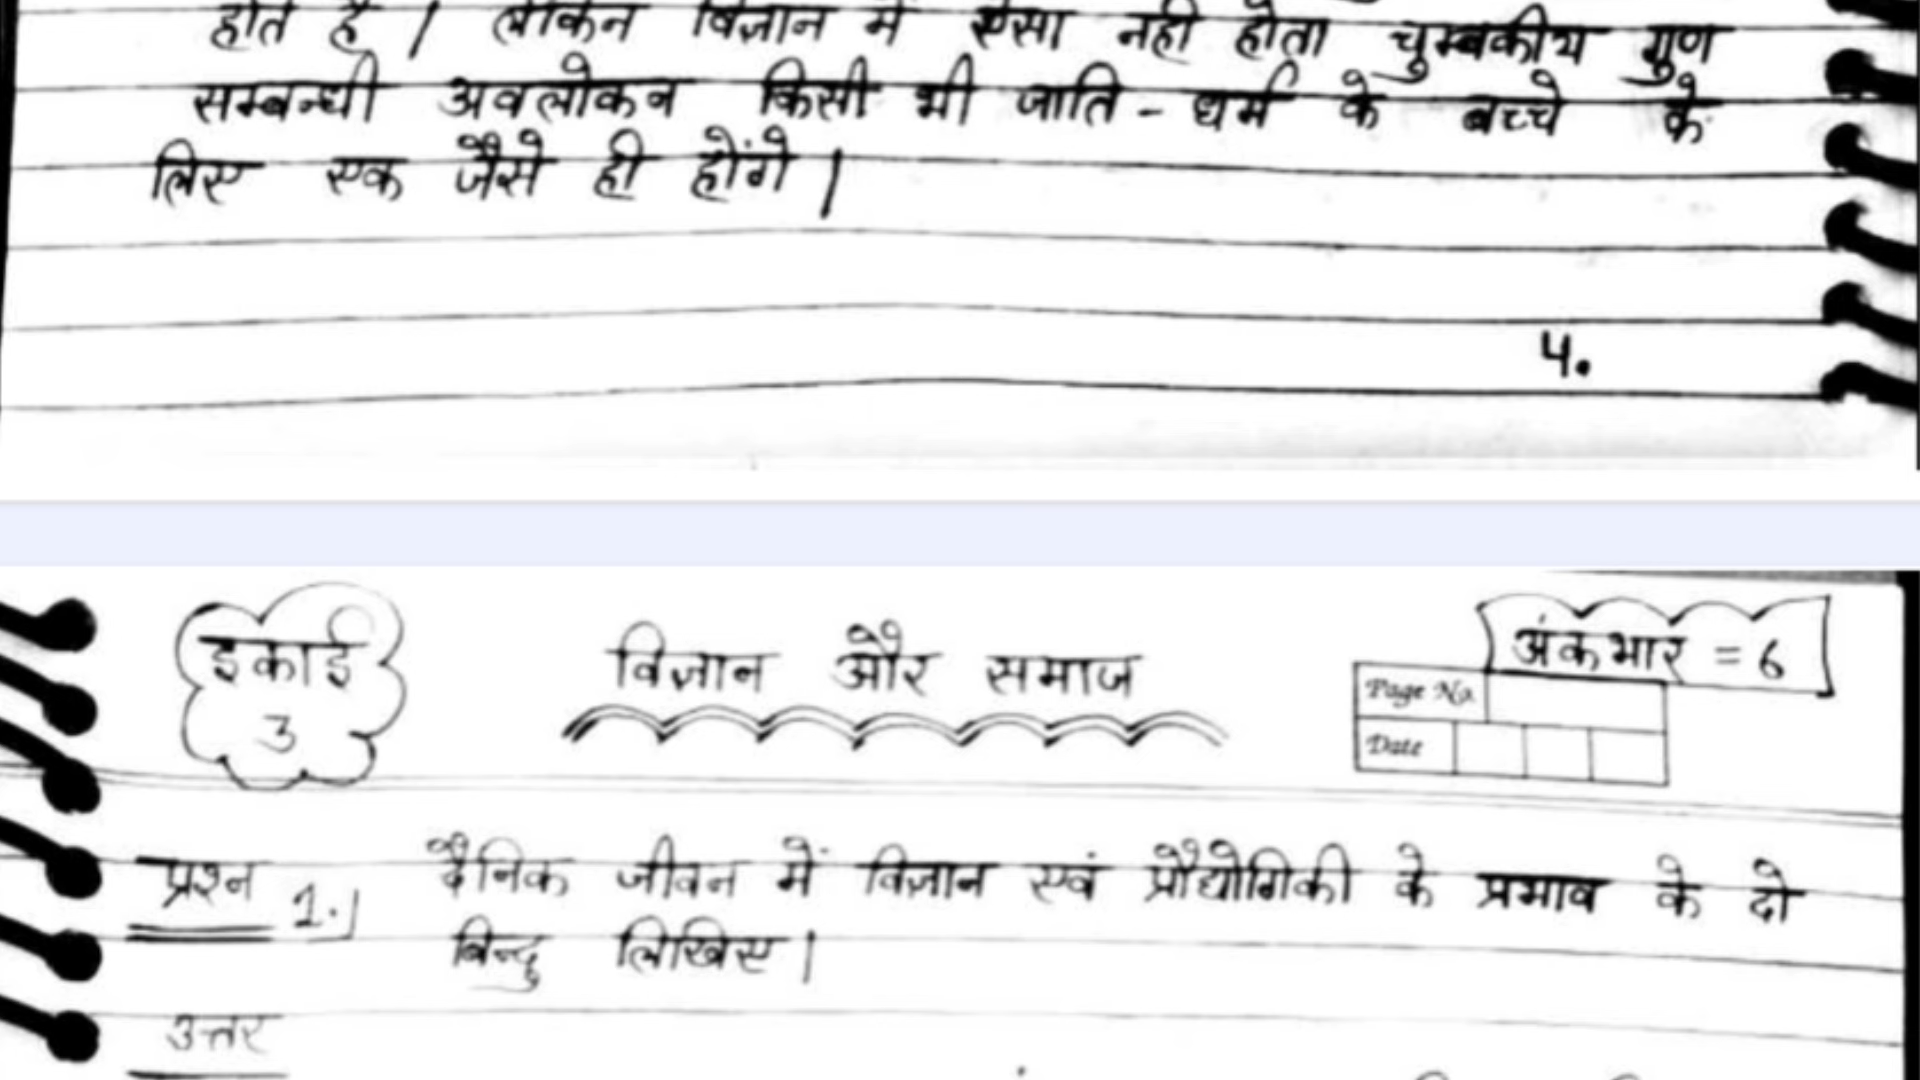 होते है । लेकिन विज्ञान में ऐसा नही होता चुम्बकीय गुण
सम्बन्धी अवलोकन किसी भी जाति - धर्म के बच्चे के
लिए एक जैसे ही होंगे ।
4.
इकाई
3
विज्ञान और समाज
अंकभार = 6
Page No.
Date
प्रश्न 1. दैनिक जीवन में विज्ञान एवं प्रौद्योगिकी के प्रभाव के दो
बिन्दु लिखिए ।
उत्तर